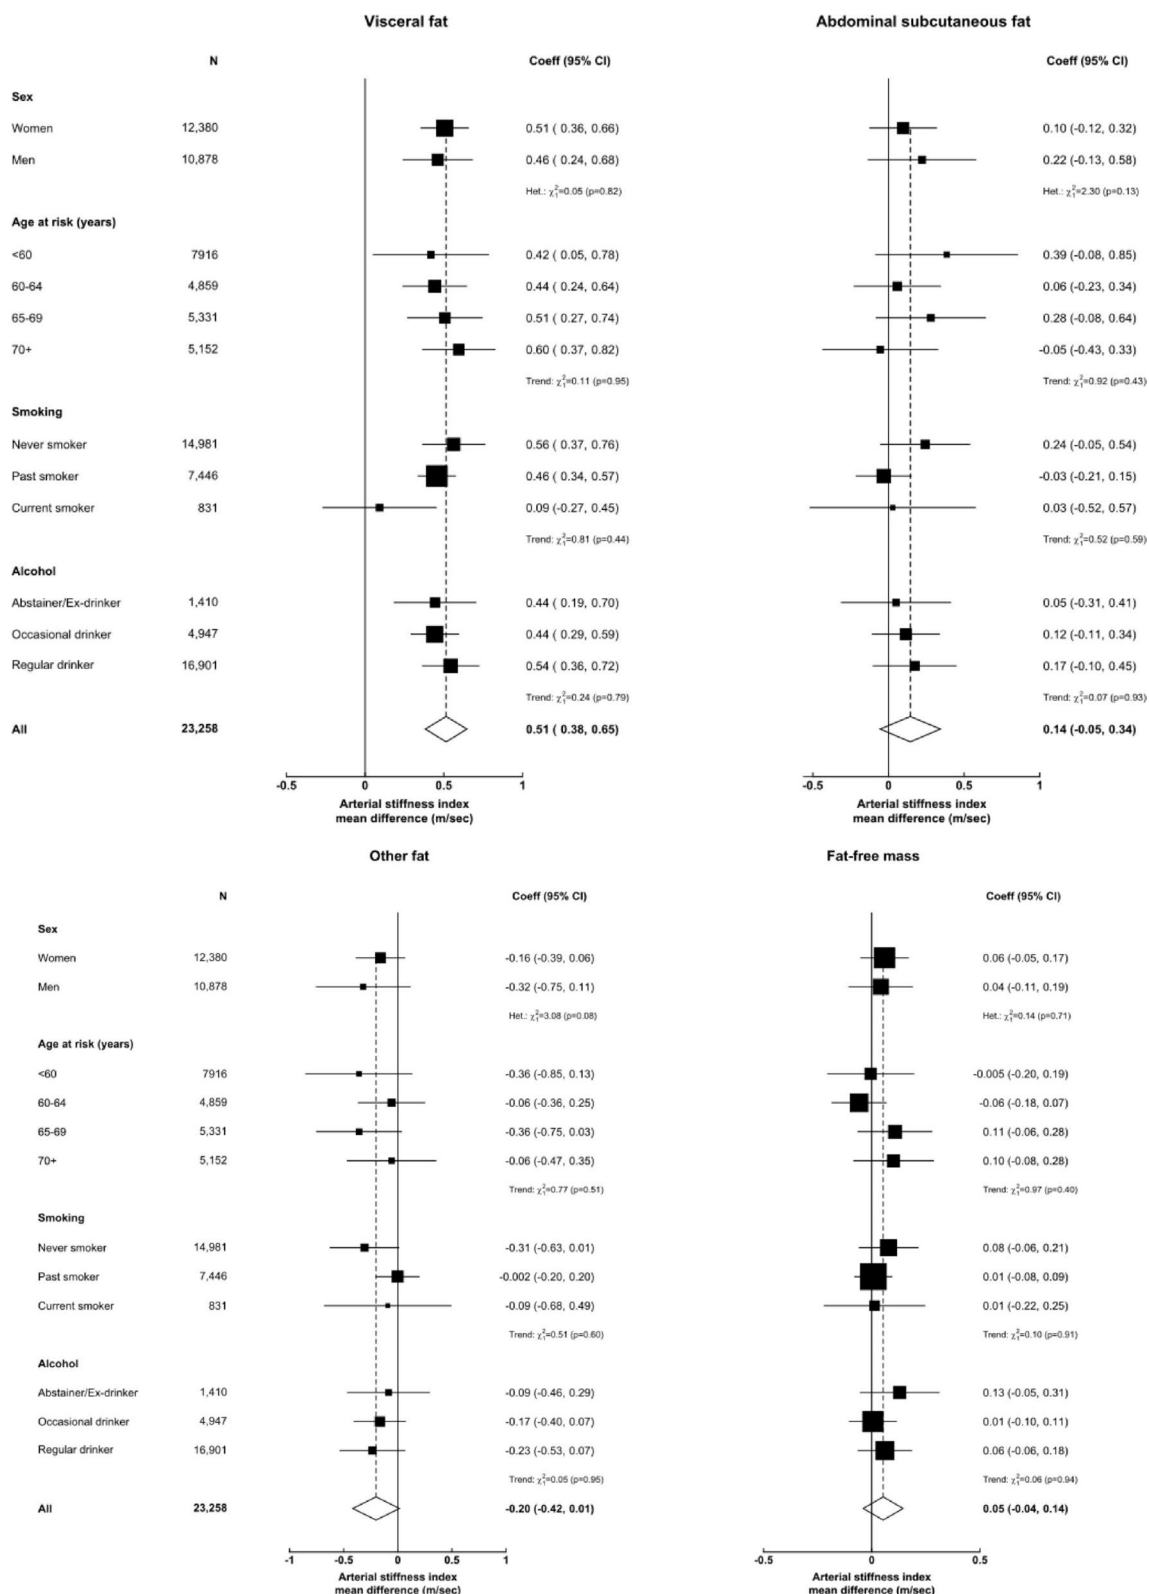 Visceral fat Abdominal subcutaneous fat
N Coeff (95% CI) Coeff (95% CI)
Sex
Women 12,380 0.51 ( 0.36, 0.66) 0.10 (-0.12, 0.32)
Men 10,878 0.46 ( 0.24, 0.68) 0.22 (-0.13, 0.58)
Het.: χ²₁=0.05 (p=0.82) Het.: χ²₁=2.30 (p=0.13)
Age at risk (years)
<60 7916 0.42 ( 0.05, 0.78) 0.39 (-0.08, 0.85)
60-64 4,859 0.44 ( 0.24, 0.64) 0.06 (-0.23, 0.34)
65-69 5,331 0.51 ( 0.27, 0.74) 0.28 (-0.08, 0.64)
70+ 5,152 0.60 ( 0.37, 0.82) -0.05 (-0.43, 0.33)
Trend: χ²₁=0.11 (p=0.95) Trend: χ²₁=0.92 (p=0.43)
Smoking
Never smoker 14,981 0.56 ( 0.37, 0.76) 0.24 (-0.05, 0.54)
Past smoker 7,446 0.46 ( 0.34, 0.57) -0.03 (-0.21, 0.15)
Current smoker 831 0.09 (-0.27, 0.45) 0.03 (-0.52, 0.57)
Trend: χ²₁=0.81 (p=0.44) Trend: χ²₁=0.52 (p=0.59)
Alcohol
Abstainer/Ex-drinker 1,410 0.44 ( 0.19, 0.70) 0.05 (-0.31, 0.41)
Occasional drinker 4,947 0.44 ( 0.29, 0.59) 0.12 (-0.11, 0.34)
Regular drinker 16,901 0.54 ( 0.36, 0.72) 0.17 (-0.10, 0.45)
Trend: χ²₁=0.24 (p=0.79) Trend: χ²₁=0.07 (p=0.93)
All 23,258 0.51 ( 0.38, 0.65) 0.14 (-0.05, 0.34)
-0.5 0 0.5 1 -0.5 0 0.5 1
Arterial stiffness index Arterial stiffness index
mean difference (m/sec) mean difference (m/sec)
Other fat Fat-free mass
N Coeff (95% CI) Coeff (95% CI)
Sex
Women 12,380 -0.16 (-0.39, 0.06) 0.06 (-0.05, 0.17)
Men 10,878 -0.32 (-0.75, 0.11) 0.04 (-0.11, 0.19)
Het.: χ²₁=3.08 (p=0.08) Het.: χ²₁=0.14 (p=0.71)
Age at risk (years)
<60 7916 -0.36 (-0.85, 0.13) -0.005 (-0.20, 0.19)
60-64 4,859 -0.06 (-0.36, 0.25) -0.06 (-0.18, 0.07)
65-69 5,331 -0.36 (-0.75, 0.03) 0.11 (-0.06, 0.28)
70+ 5,152 -0.06 (-0.47, 0.35) 0.10 (-0.08, 0.28)
Trend: χ²₁=0.77 (p=0.51) Trend: χ²₁=0.97 (p=0.40)
Smoking
Never smoker 14,981 -0.31 (-0.63, 0.01) 0.08 (-0.06, 0.21)
Past smoker 7,446 -0.002 (-0.20, 0.20) 0.01 (-0.08, 0.09)
Current smoker 831 -0.09 (-0.68, 0.49) 0.01 (-0.22, 0.25)
Trend: χ²₁=0.51 (p=0.60) Trend: χ²₁=0.10 (p=0.91)
Alcohol
Abstainer/Ex-drinker 1,410 -0.09 (-0.46, 0.29) 0.13 (-0.05, 0.31)
Occasional drinker 4,947 -0.17 (-0.40, 0.07) 0.01 (-0.10, 0.11)
Regular drinker 16,901 -0.23 (-0.53, 0.07) 0.06 (-0.06, 0.18)
Trend: χ²₁=0.05 (p=0.95) Trend: χ²₁=0.06 (p=0.94)
All 23,258 -0.20 (-0.42, 0.01) 0.05 (-0.04, 0.14)
-1 -0.5 0 0.5 1 -0.5 0 0.5
Arterial stiffness index Arterial stiffness index
mean difference (m/sec) mean difference (m/sec)